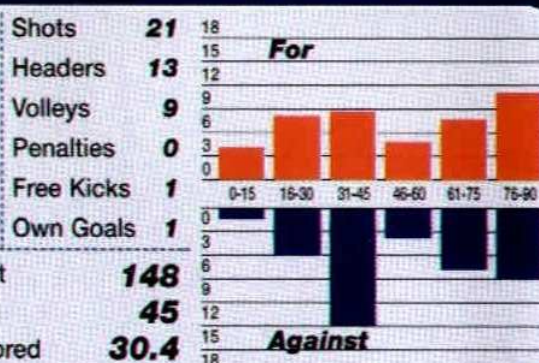 Shots 21
Headers 13
Volleys 9
Penalties 0
Free Kicks 1
Own Goals 1
t 148
45
ored 30.4
For
18
15
12
9
6
3
0
0-15 16-30 31-45 46-60 61-75 76-90
0
3
6
9
12
15
18
Against